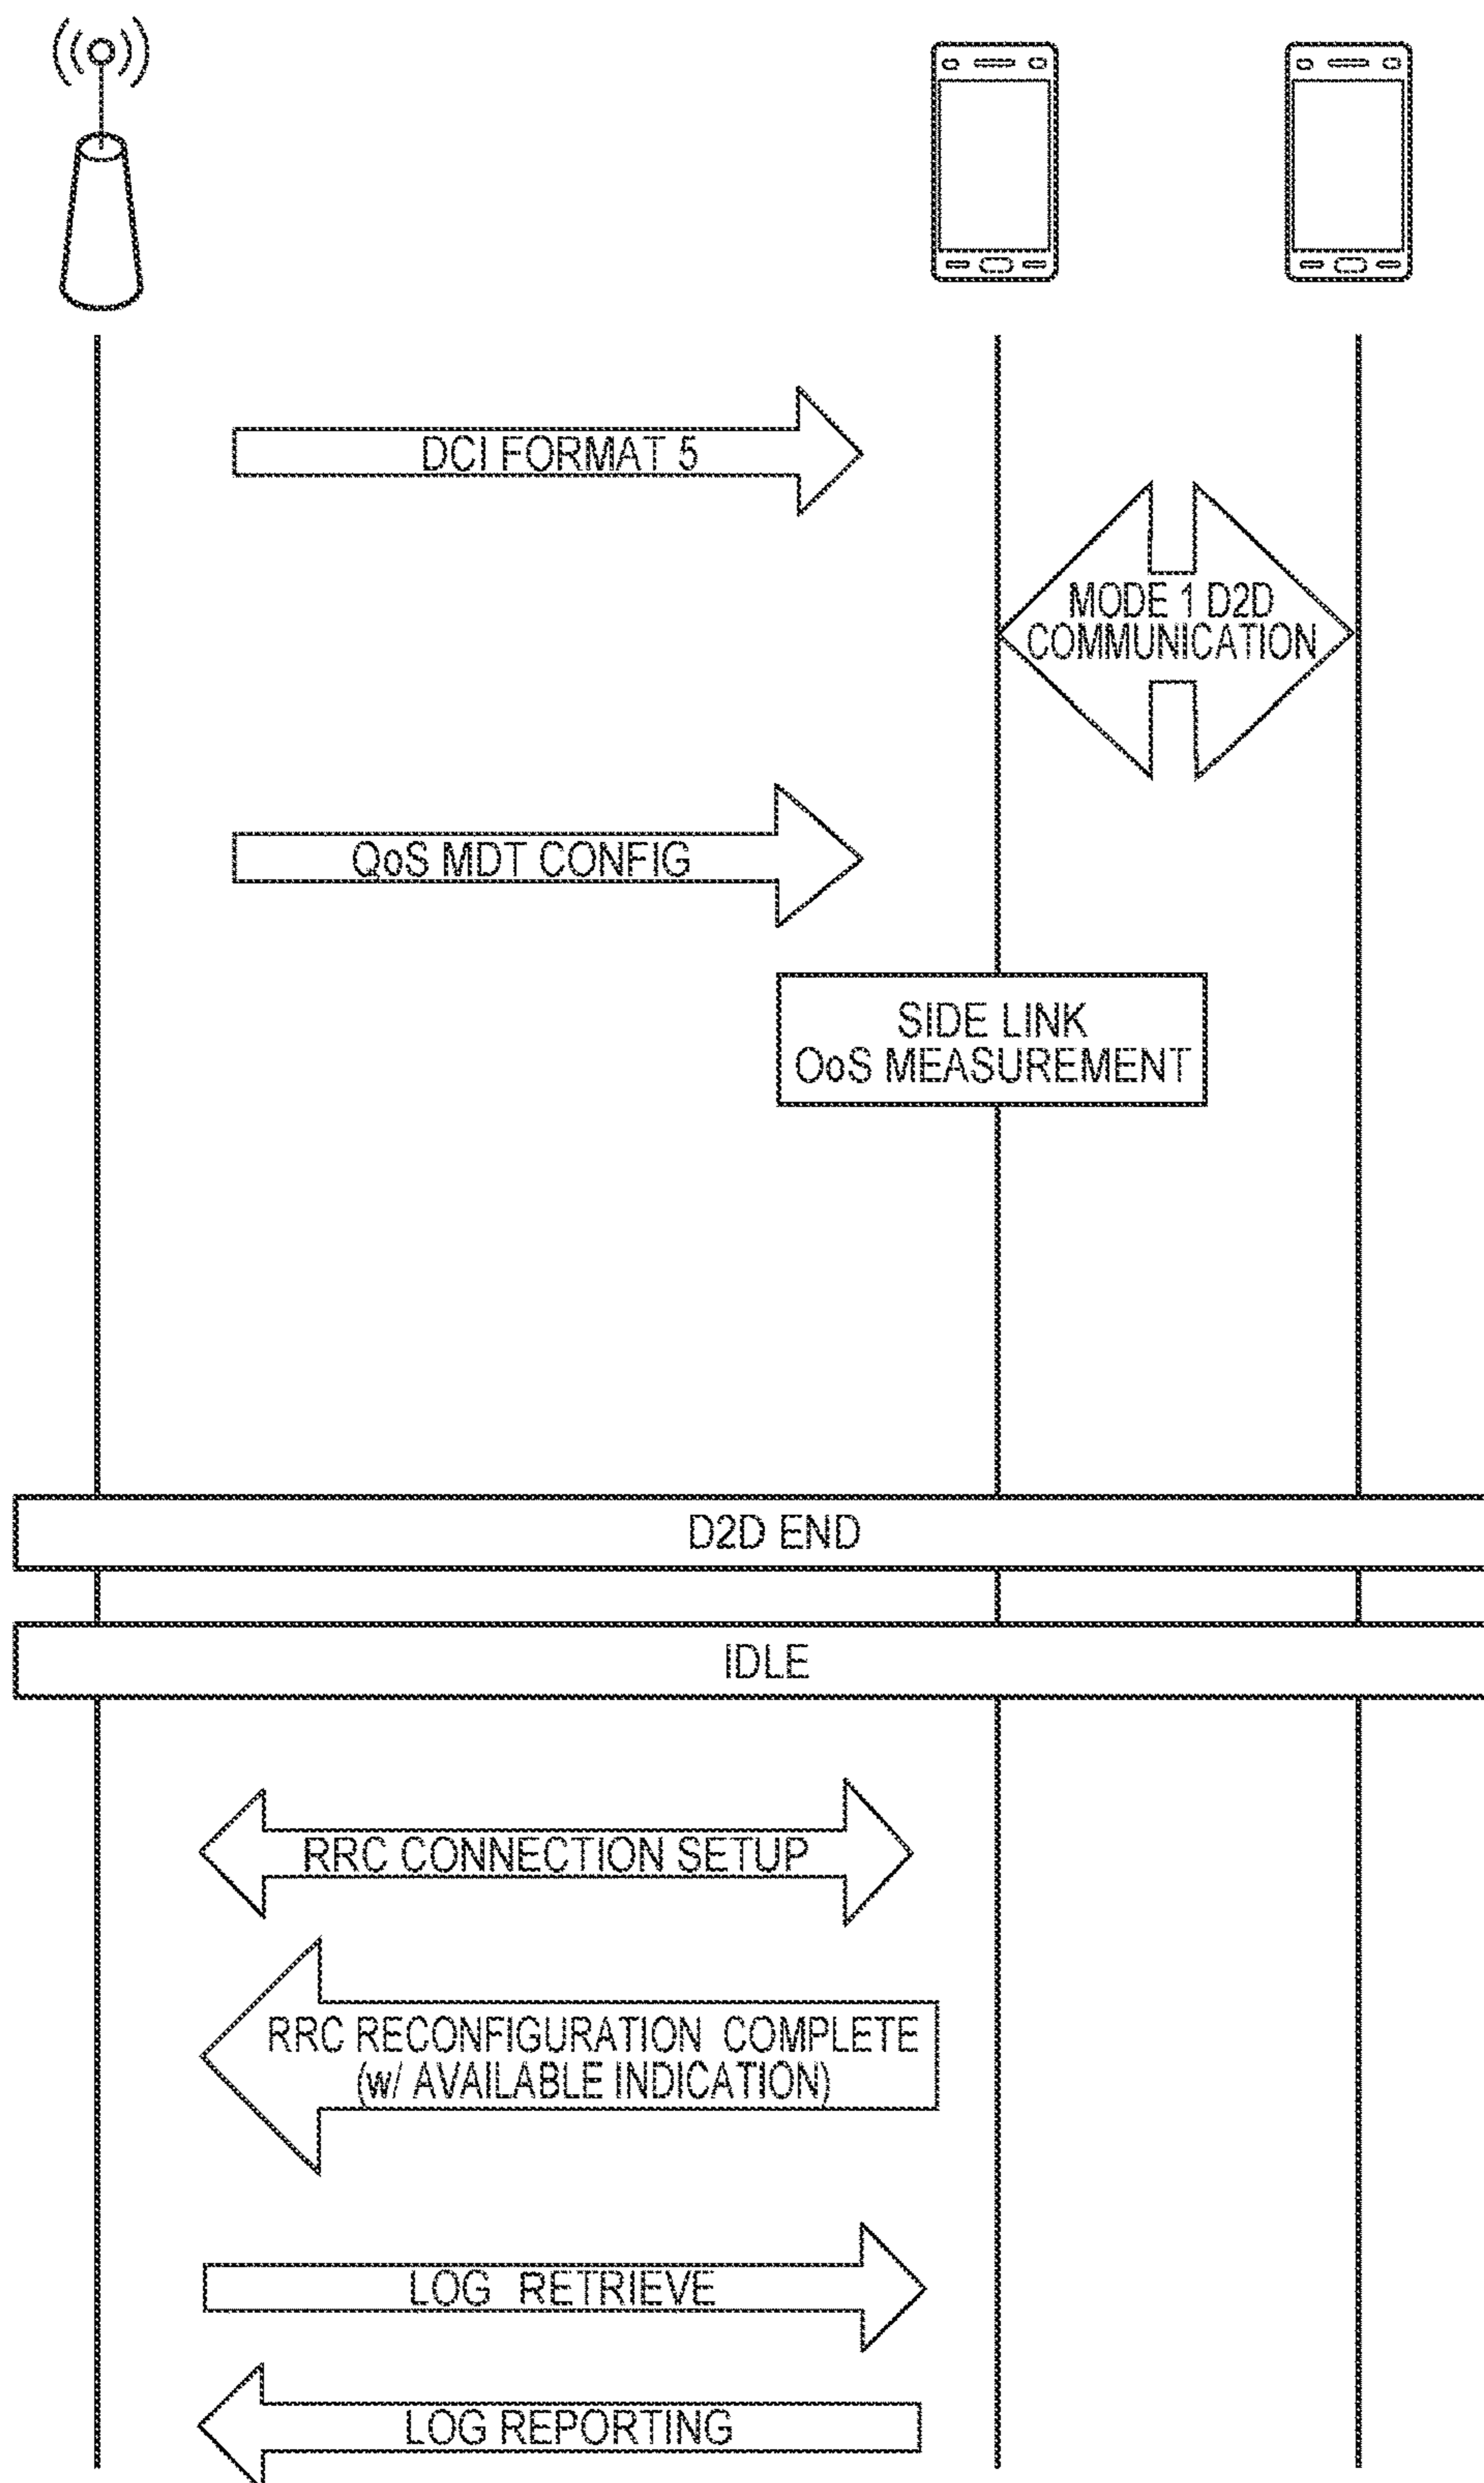 DCI FORMAT 5
MODE 1 D2D
COMMUNICATION
QoS MDT CONFIG
SIDE LINK
OoS MEASUREMENT
D2D END
IDLE
RRC CONNECTION SETUP
RRC RECONFIGURATION COMPLETE
(w/ AVAILABLE INDICATION)
LOG RETRIEVE
LOG REPORTING